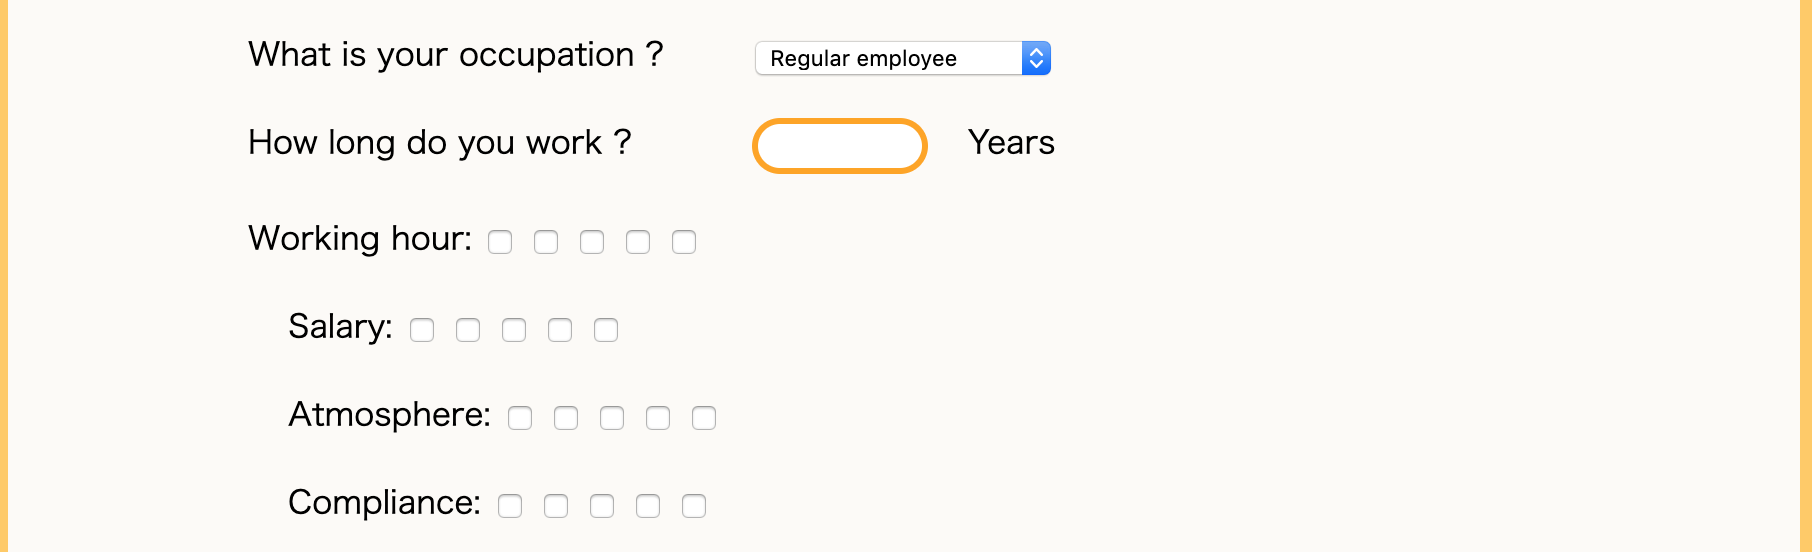 What is your occupation ? Regular employee
How long do you work ? Years
Working hour:
Salary:
Atmosphere:
Compliance: